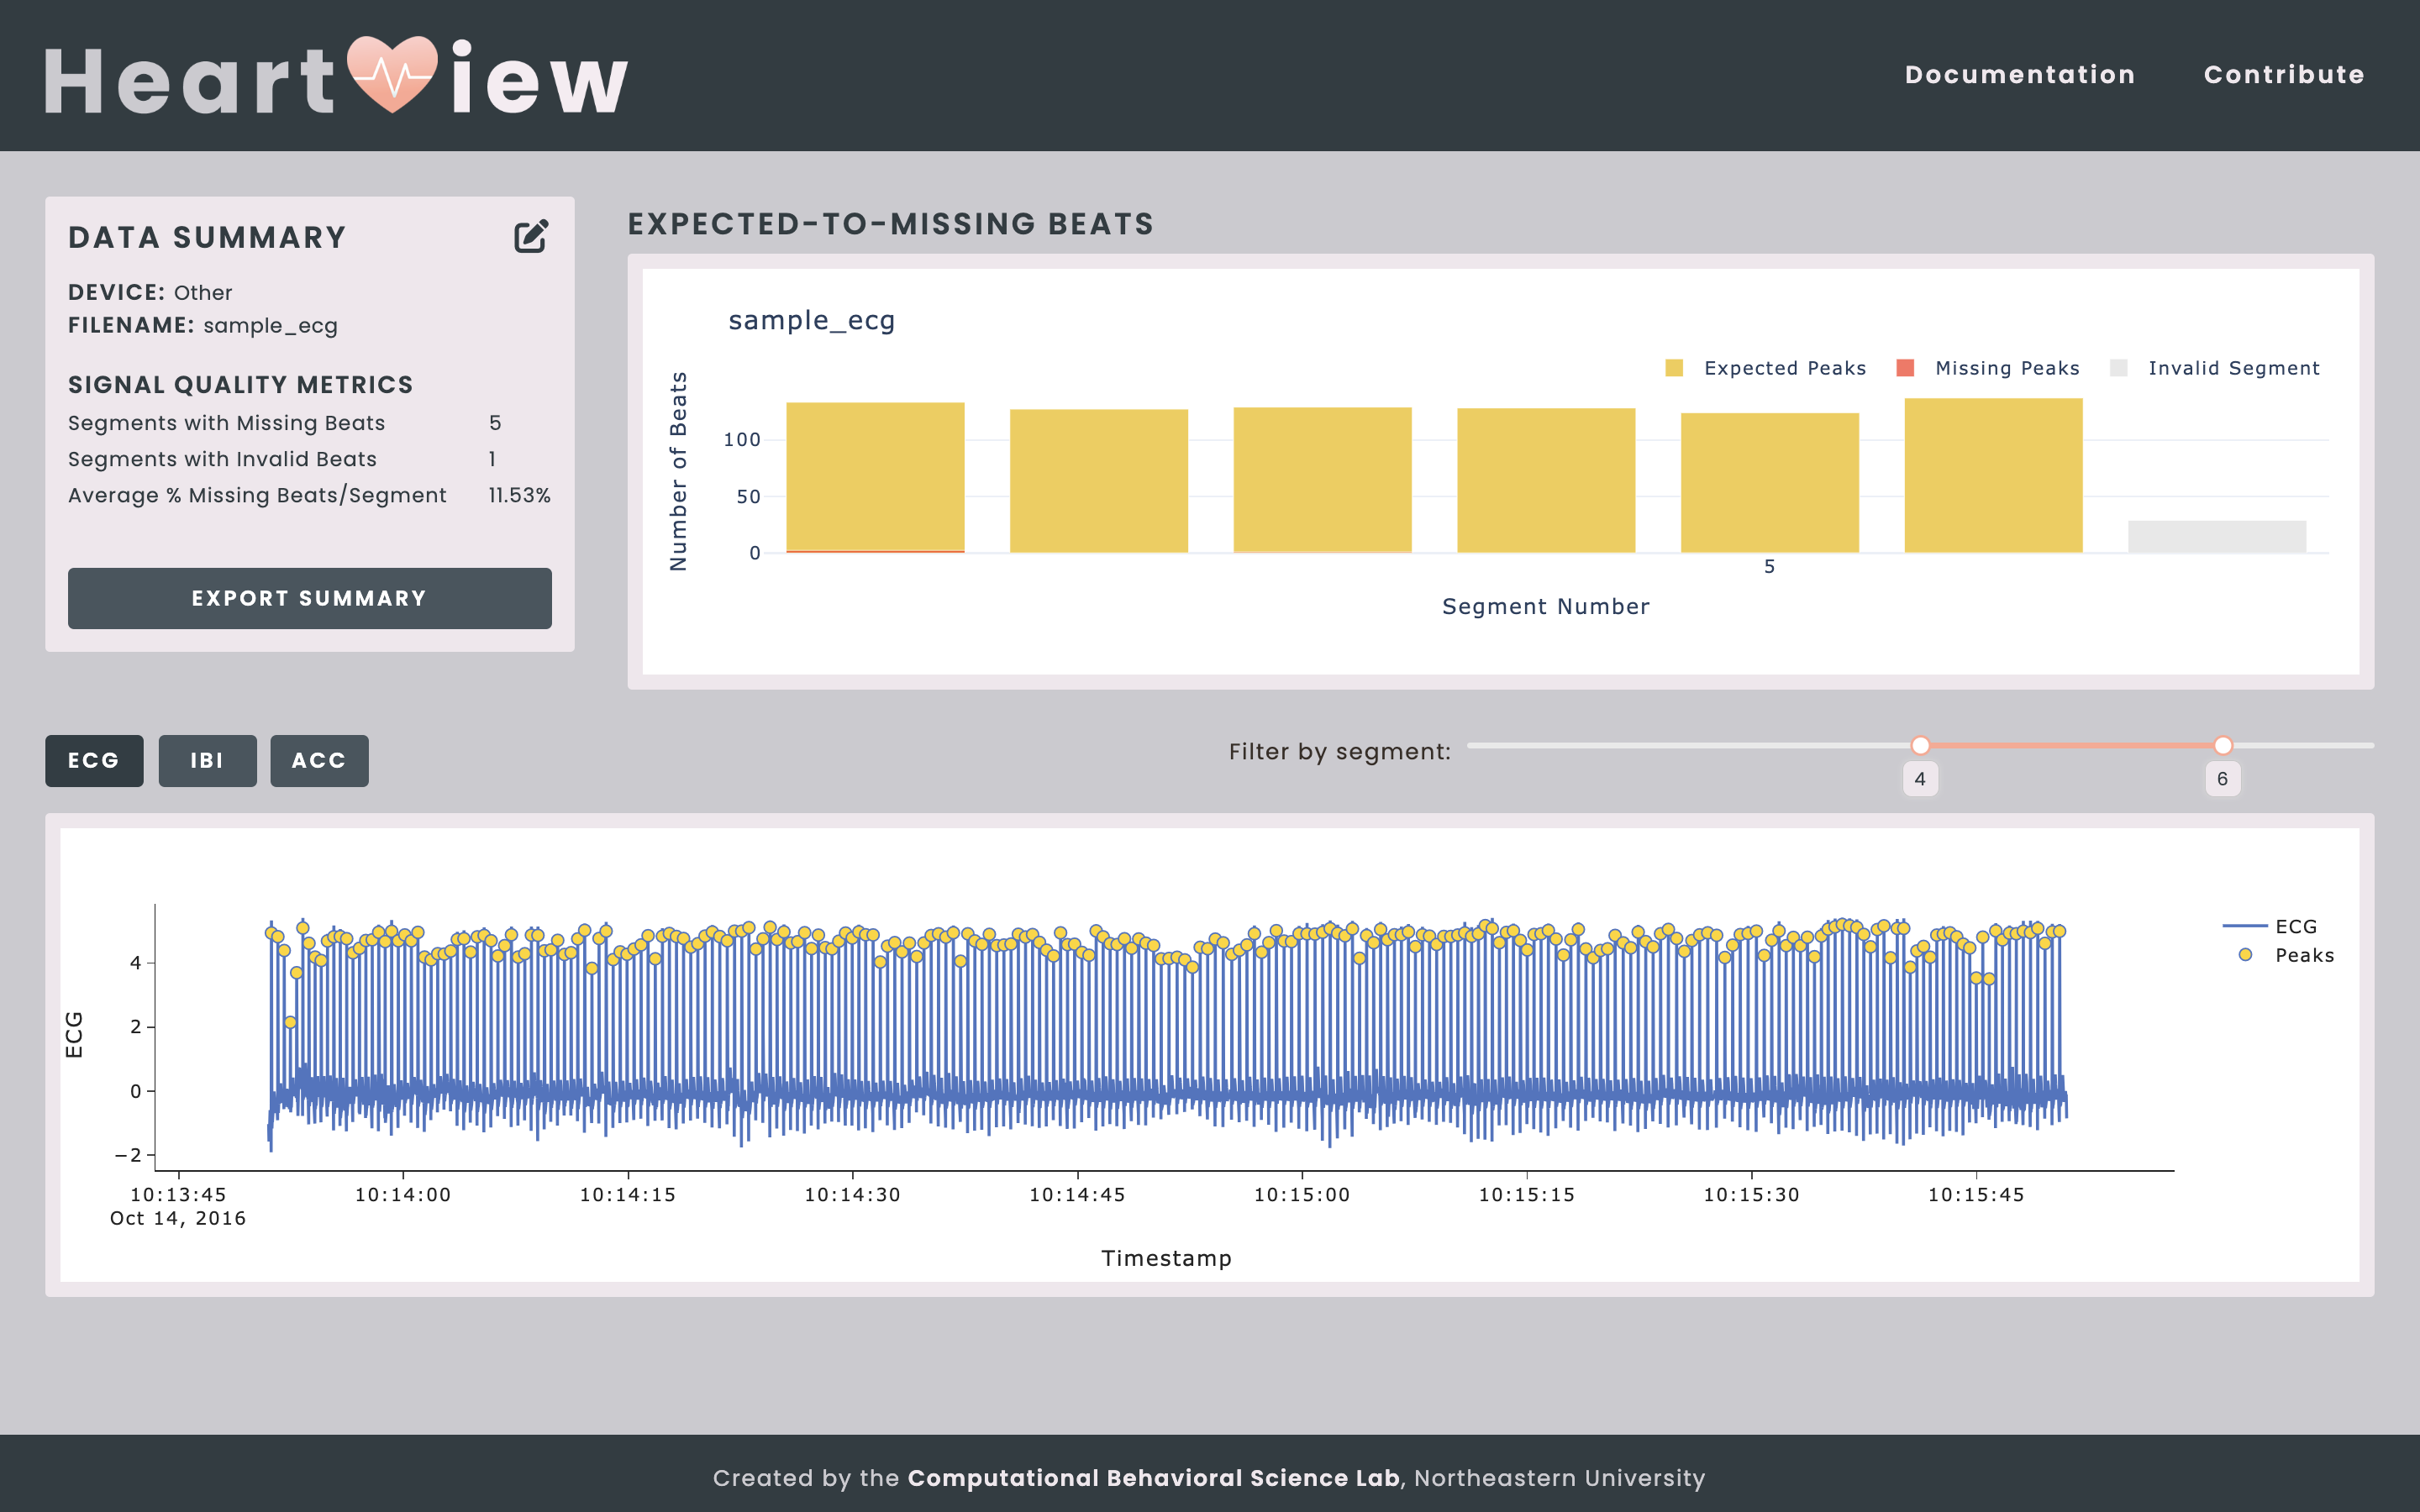 Heart iew
Documentation
Contribute
DATA SUMMARY
DEVICE: Other
FILENAME: sample_ecg
SIGNAL QUALITY METRICS
Segments with Missing Beats 5
Segments with Invalid Beats 1
Average % Missing Beats/Segment 11.53%
EXPORT SUMMARY
EXPECTED-TO-MISSING BEATS
sample_ecg
Expected Peaks
Missing Peaks
Invalid Segment
Number of Beats
100
50
0
5
Segment Number
ECG
IBI
ACC
Filter by segment:
4
6
ECG
Peaks
ECG
4
2
0
−2
10:13:45
Oct 14, 2016
10:14:00
10:14:15
10:14:30
10:14:45
10:15:00
10:15:15
10:15:30
10:15:45
Timestamp
Created by the Computational Behavioral Science Lab, Northeastern University